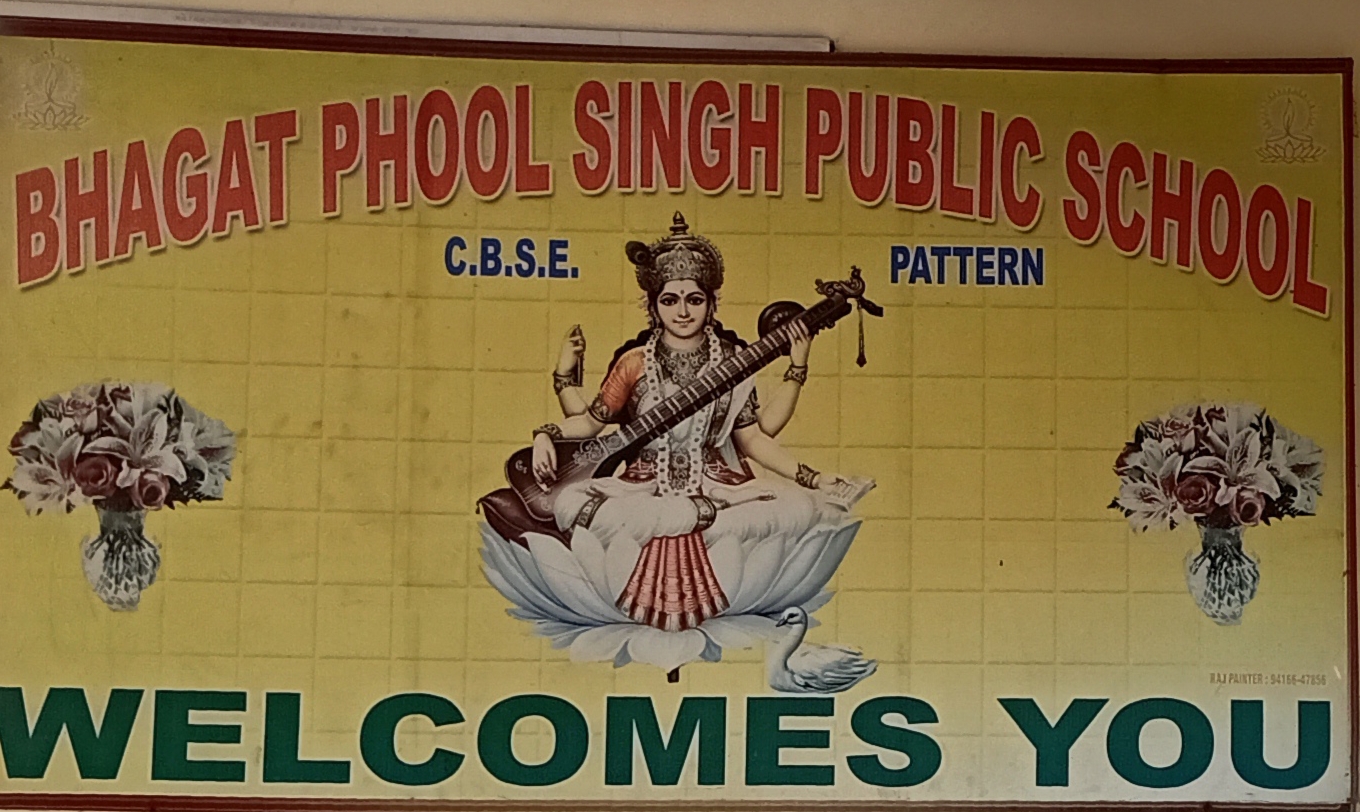 BHAGAT PHOOL SINGH PUBLIC SCHOOL
C.B.S.E. PATTERN
RAJ PAINTER : 94166-47856
WELCOMES YOU